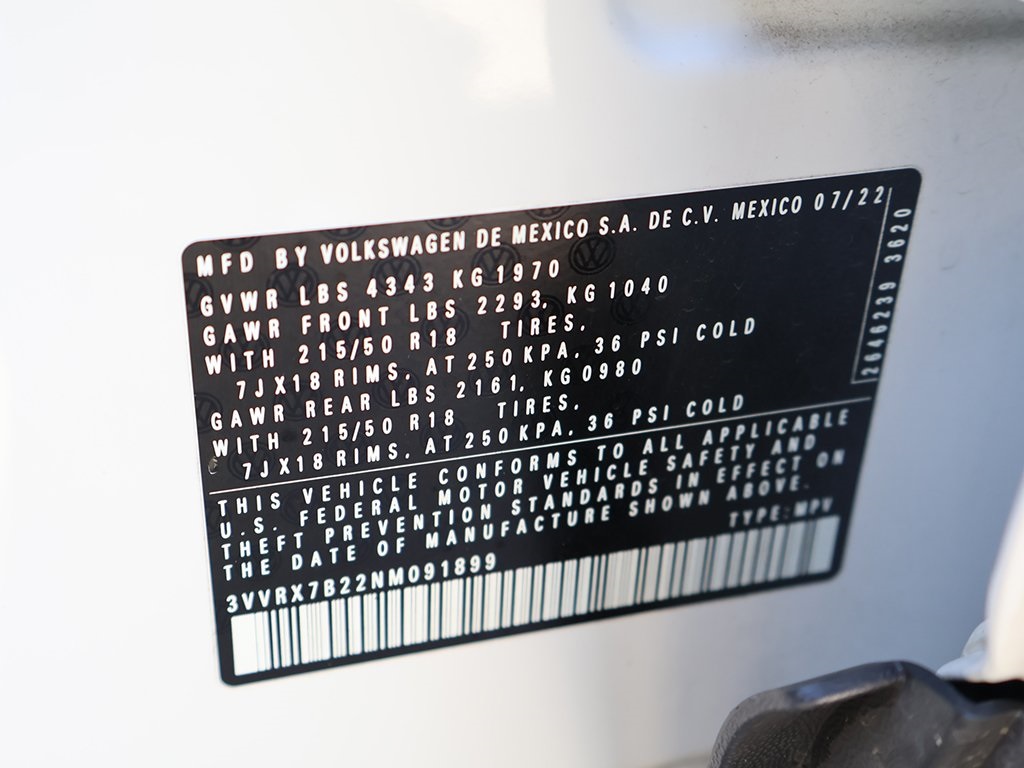 MFD BY VOLKSWAGEN DE MEXICO S.A. DE C.V. MEXICO 07/22
GVWR LBS 4343 KG 1970
GAWR FRONT LBS 2293, KG 1040
WITH 215/50 R18 TIRES,
7JX18 RIMS, AT 250 KPA, 36 PSI COLD
GAWR REAR LBS 2161, KG 0980
WITH 215/50 R18 TIRES,
7JX18 RIMS, AT 250 KPA, 36 PSI COLD
2646239 3620
THIS VEHICLE CONFORMS TO ALL APPLICABLE
U.S. FEDERAL MOTOR VEHICLE SAFETY AND
THEFT PREVENTION STANDARDS IN EFFECT ON
THE DATE OF MANUFACTURE SHOWN ABOVE.
TYPE: MPV
3VVRX7B22NM091899